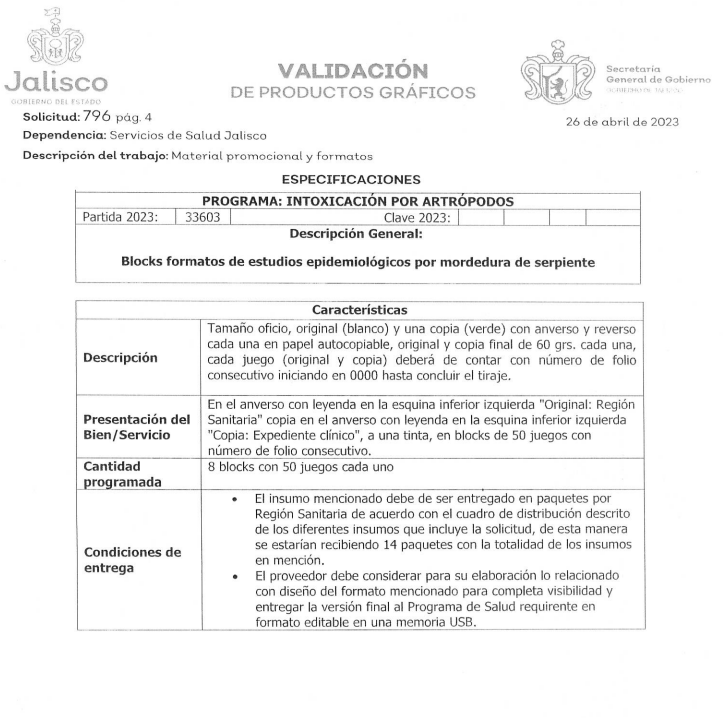 Jalisco
GOBIERNO DEL ESTADO
VALIDACIÓN
DE PRODUCTOS GRÁFICOS
Secretaría
General de Gobierno
Solicitud: 796 pág. 4
26 de abril de 2023
Dependencia: Servicios de Salud Jalisco
Descripción del trabajo: Material promocional y formatos
ESPECIFICACIONES
PROGRAMA: INTOXICACIÓN POR ARTRÓPODOS
Partida 2023: 33603 Clave 2023:
Descripción General:
Blocks formatos de estudios epidemiológicos por mordedura de serpiente
Características
Descripción
Tamaño oficio, original (blanco) y una copia (verde) con anverso y reverso
cada una en papel autocopiable, original y copia final de 60 grs. cada una,
cada juego (original y copia) deberá de contar con número de folio
consecutivo iniciando en 0000 hasta concluir el tiraje.
Presentación del
Bien/Servicio
En el anverso con leyenda en la esquina inferior izquierda "Original: Región
Sanitaria" copia en el anverso con leyenda en la esquina inferior izquierda
"Copia: Expediente clínico", a una tinta, en blocks de 50 juegos con
número de folio consecutivo.
Cantidad
programada
8 blocks con 50 juegos cada uno
Condiciones de
entrega
• El insumo mencionado debe de ser entregado en paquetes por
Región Sanitaria de acuerdo con el cuadro de distribución descrito
de los diferentes insumos que incluye la solicitud, de esta manera
se estarían recibiendo 14 paquetes con la totalidad de los insumos
en mención.
• El proveedor debe considerar para su elaboración lo relacionado
con diseño del formato mencionado para completa visibilidad y
entregar la versión final al Programa de Salud requirente en
formato editable en una memoria USB.